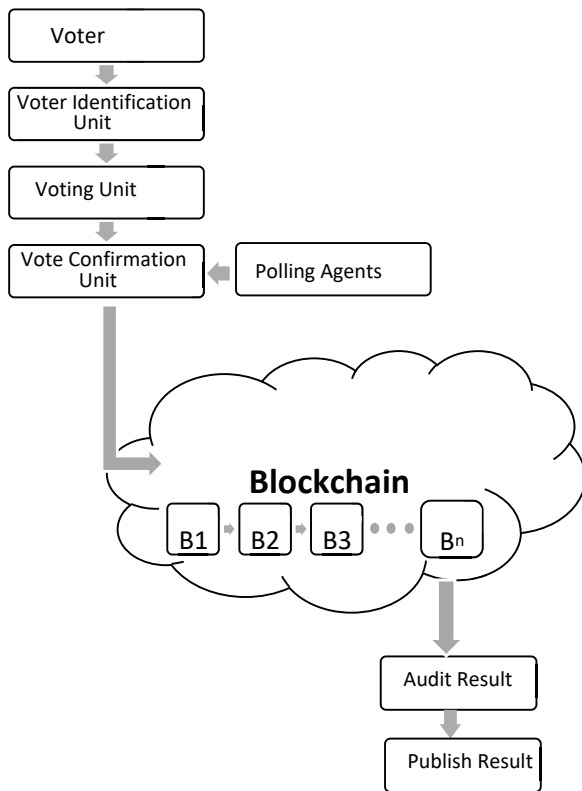 Voter
Voter Identification
Unit
Voting Unit
Vote Confirmation
Unit
Polling Agents
Blockchain
B1 B2 B3 Bn
Audit Result
Publish Result